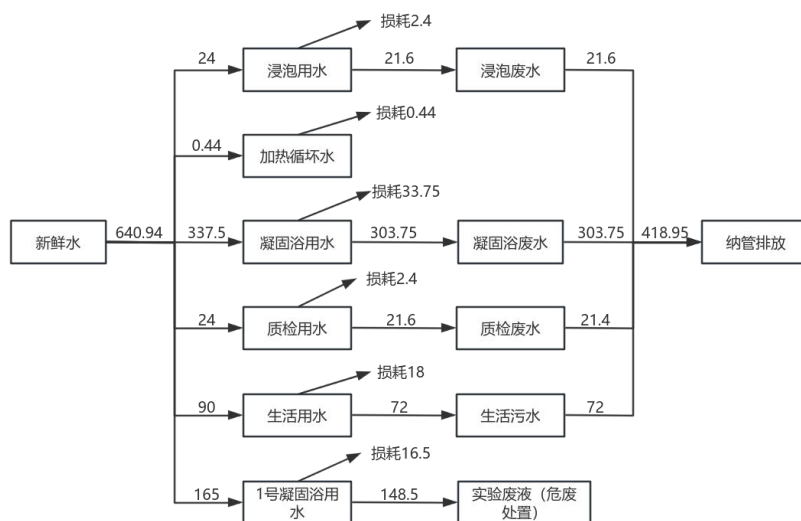 损耗2.4
24
浸泡用水
21.6
浸泡废水
21.6
损耗0.44
0.44
加热循坏水
损耗33.75
新鲜水
640.94
337.5
凝固浴用水
303.75
凝固浴废水
303.75
418.95
纳管排放
损耗2.4
24
质检用水
21.6
质检废水
21.4
损耗18
90
生活用水
72
生活污水
72
损耗16.5
165
1号凝固浴用
水
148.5
实验废液（危废
处置）